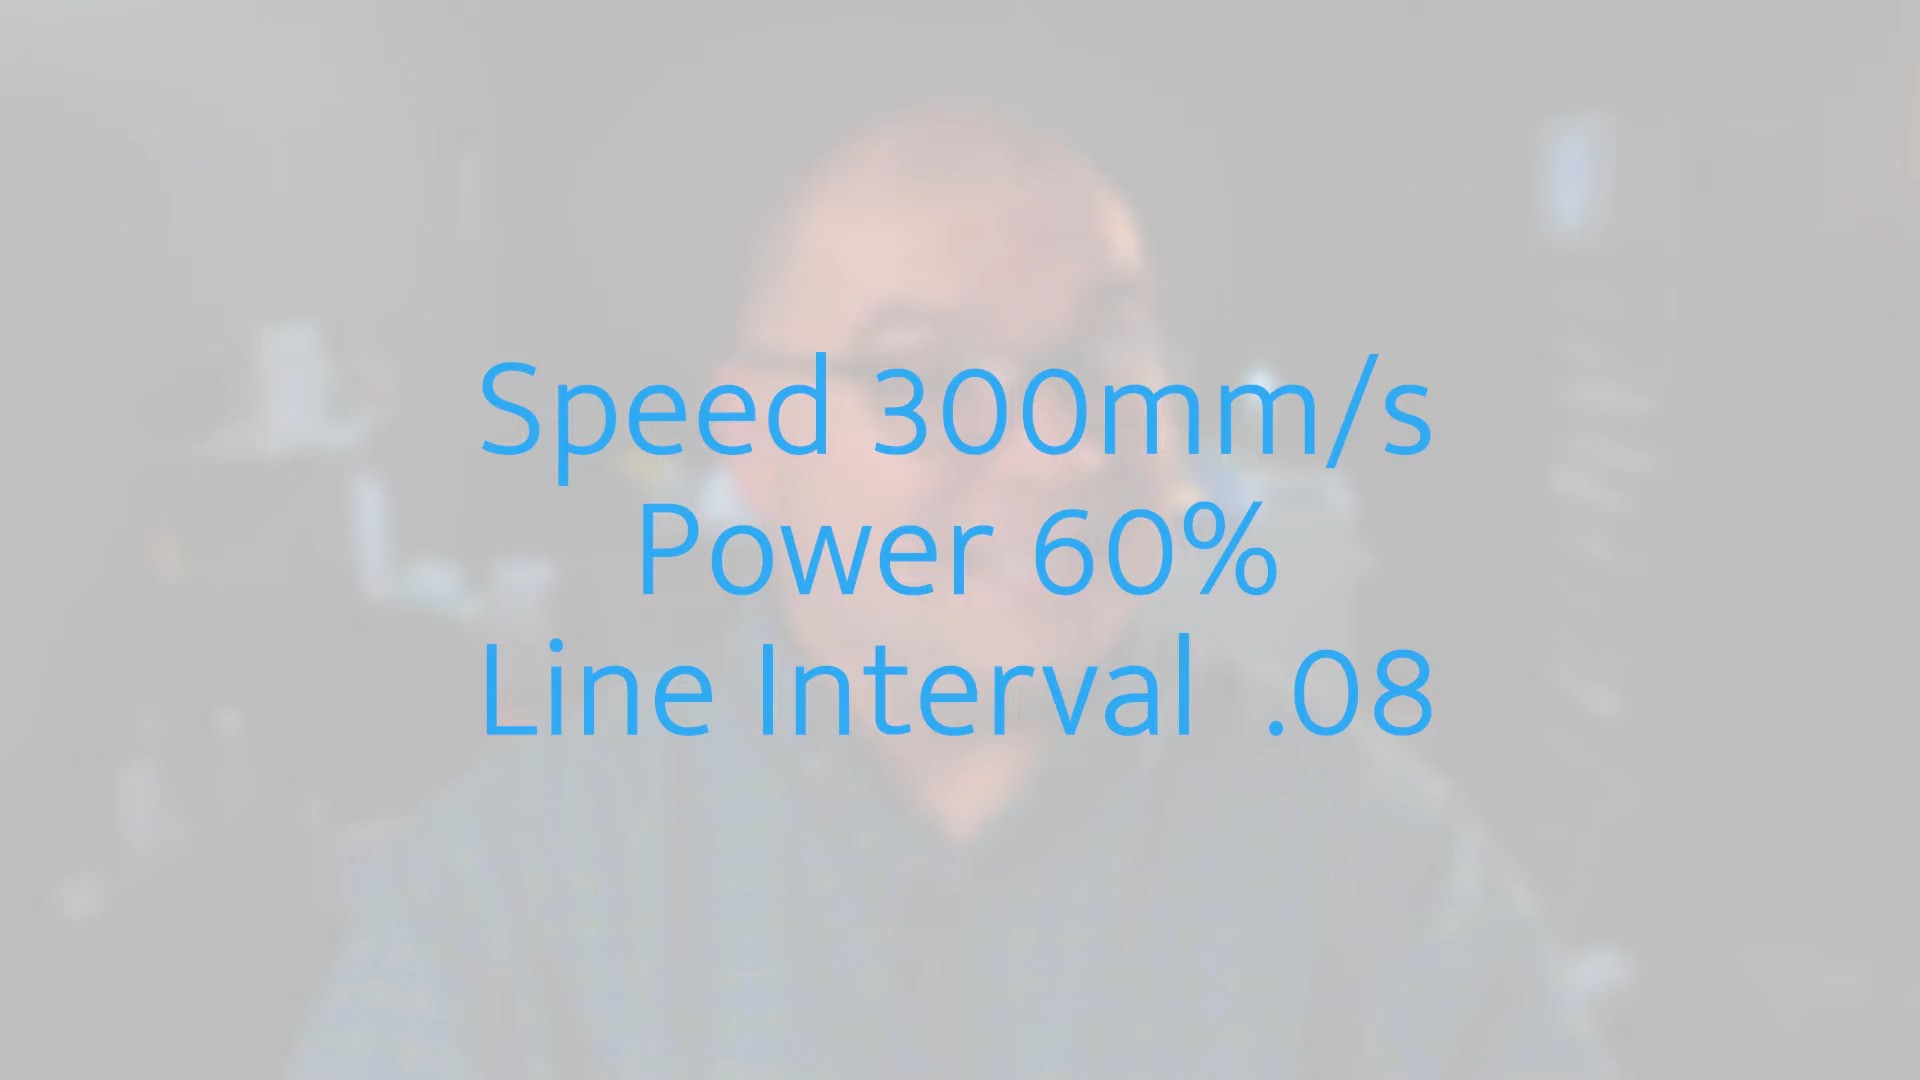 Speed 300mm/s
Power 60%
Line Interval .08